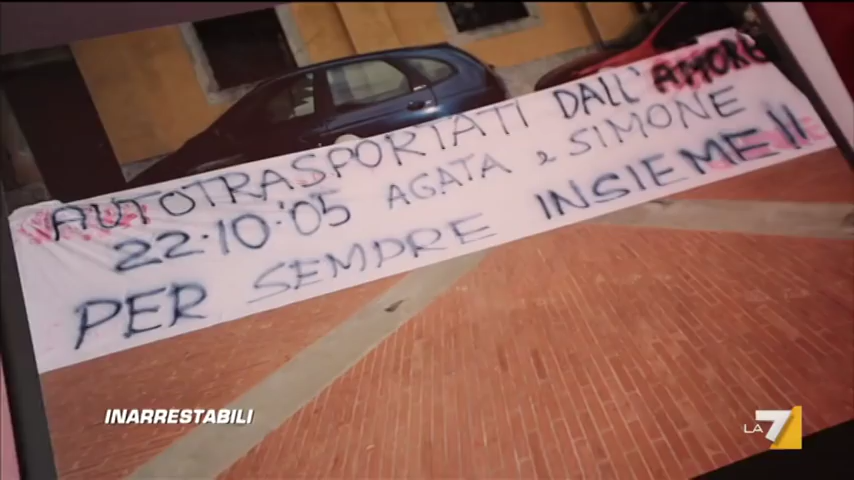 AUTOTRASPORTATI DALL'AMORE
22·10·'05 AGATA e SIMONE
PER SEMPRE INSIEME!!
INARRESTABILI
LA7